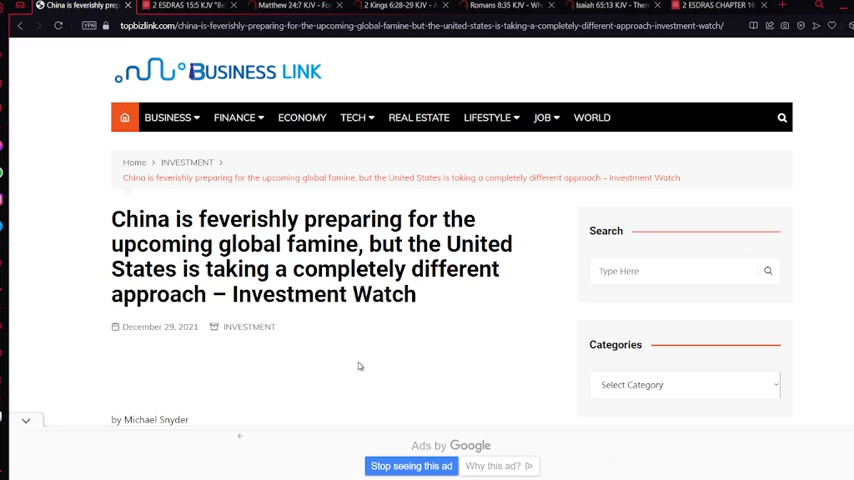 China is feverishly prep
2 ESDRAS 15:5 KJV "Be
Matthew 24:7 KJV - Fo
2 Kings 6:28-29 KJV - A
Romans 8:35 KJV - Wh
Isaiah 65:13 KJV - Then
2 ESDRAS CHAPTER 16
VPN
topbizlink.com/china-is-feverishly-preparing-for-the-upcoming-global-famine-but-the-united-states-is-taking-a-completely-different-approach-investment-watch/
BUSINESS LINK
BUSINESS FINANCE ECONOMY TECH REAL ESTATE LIFESTYLE JOB WORLD
Home > INVESTMENT >
China is feverishly preparing for the upcoming global famine, but the United States is taking a completely different approach – Investment Watch
China is feverishly preparing for the
upcoming global famine, but the United
States is taking a completely different
approach – Investment Watch
December 29, 2021 INVESTMENT
by Michael Snyder
Search
Type Here
Categories
Select Category
Ads by Google
Stop seeing this ad Why this ad?